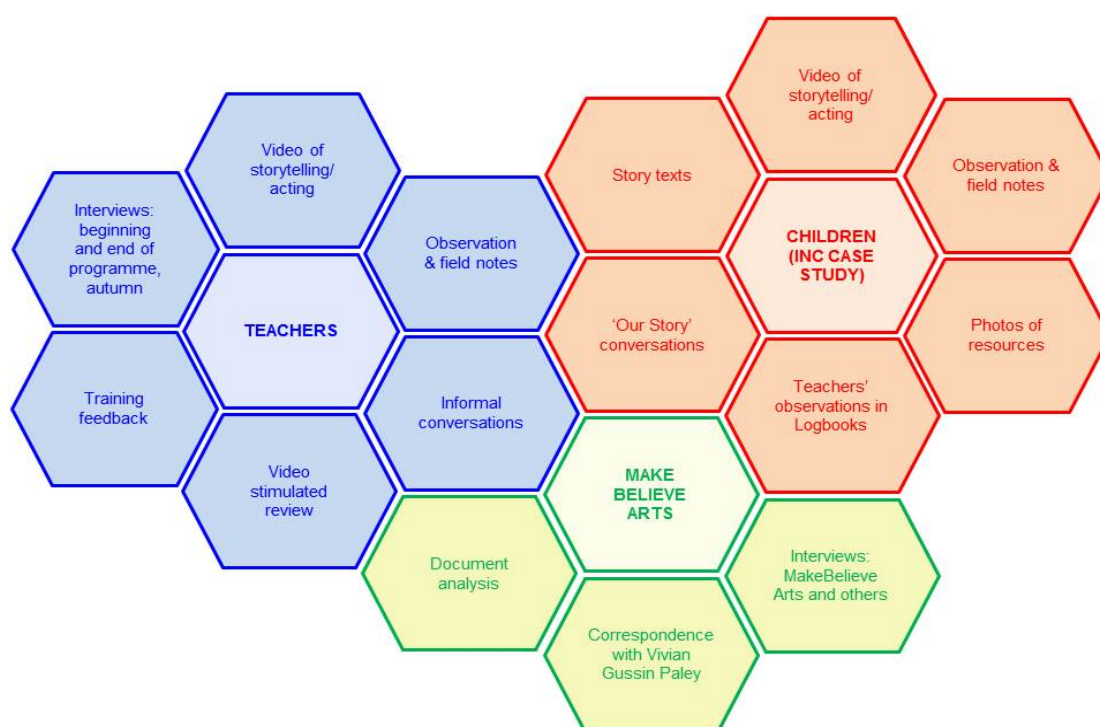 Video of
storytelling/
acting
Interviews:
beginning
and end of
programme,
autumn
Observation
& field notes
TEACHERS
Training
feedback
Informal
conversations
Video
stimulated
review
Video of
storytelling/
acting
Story texts
Observation &
field notes
CHILDREN
(INC CASE
STUDY)
‘Our Story’
conversations
Photos of
resources
Teachers’
observations in
Logbooks
MAKE
BELIEVE
ARTS
Document
analysis
Interviews:
MakeBelieve
Arts and others
Correspondence
with Vivian
Gussin Paley